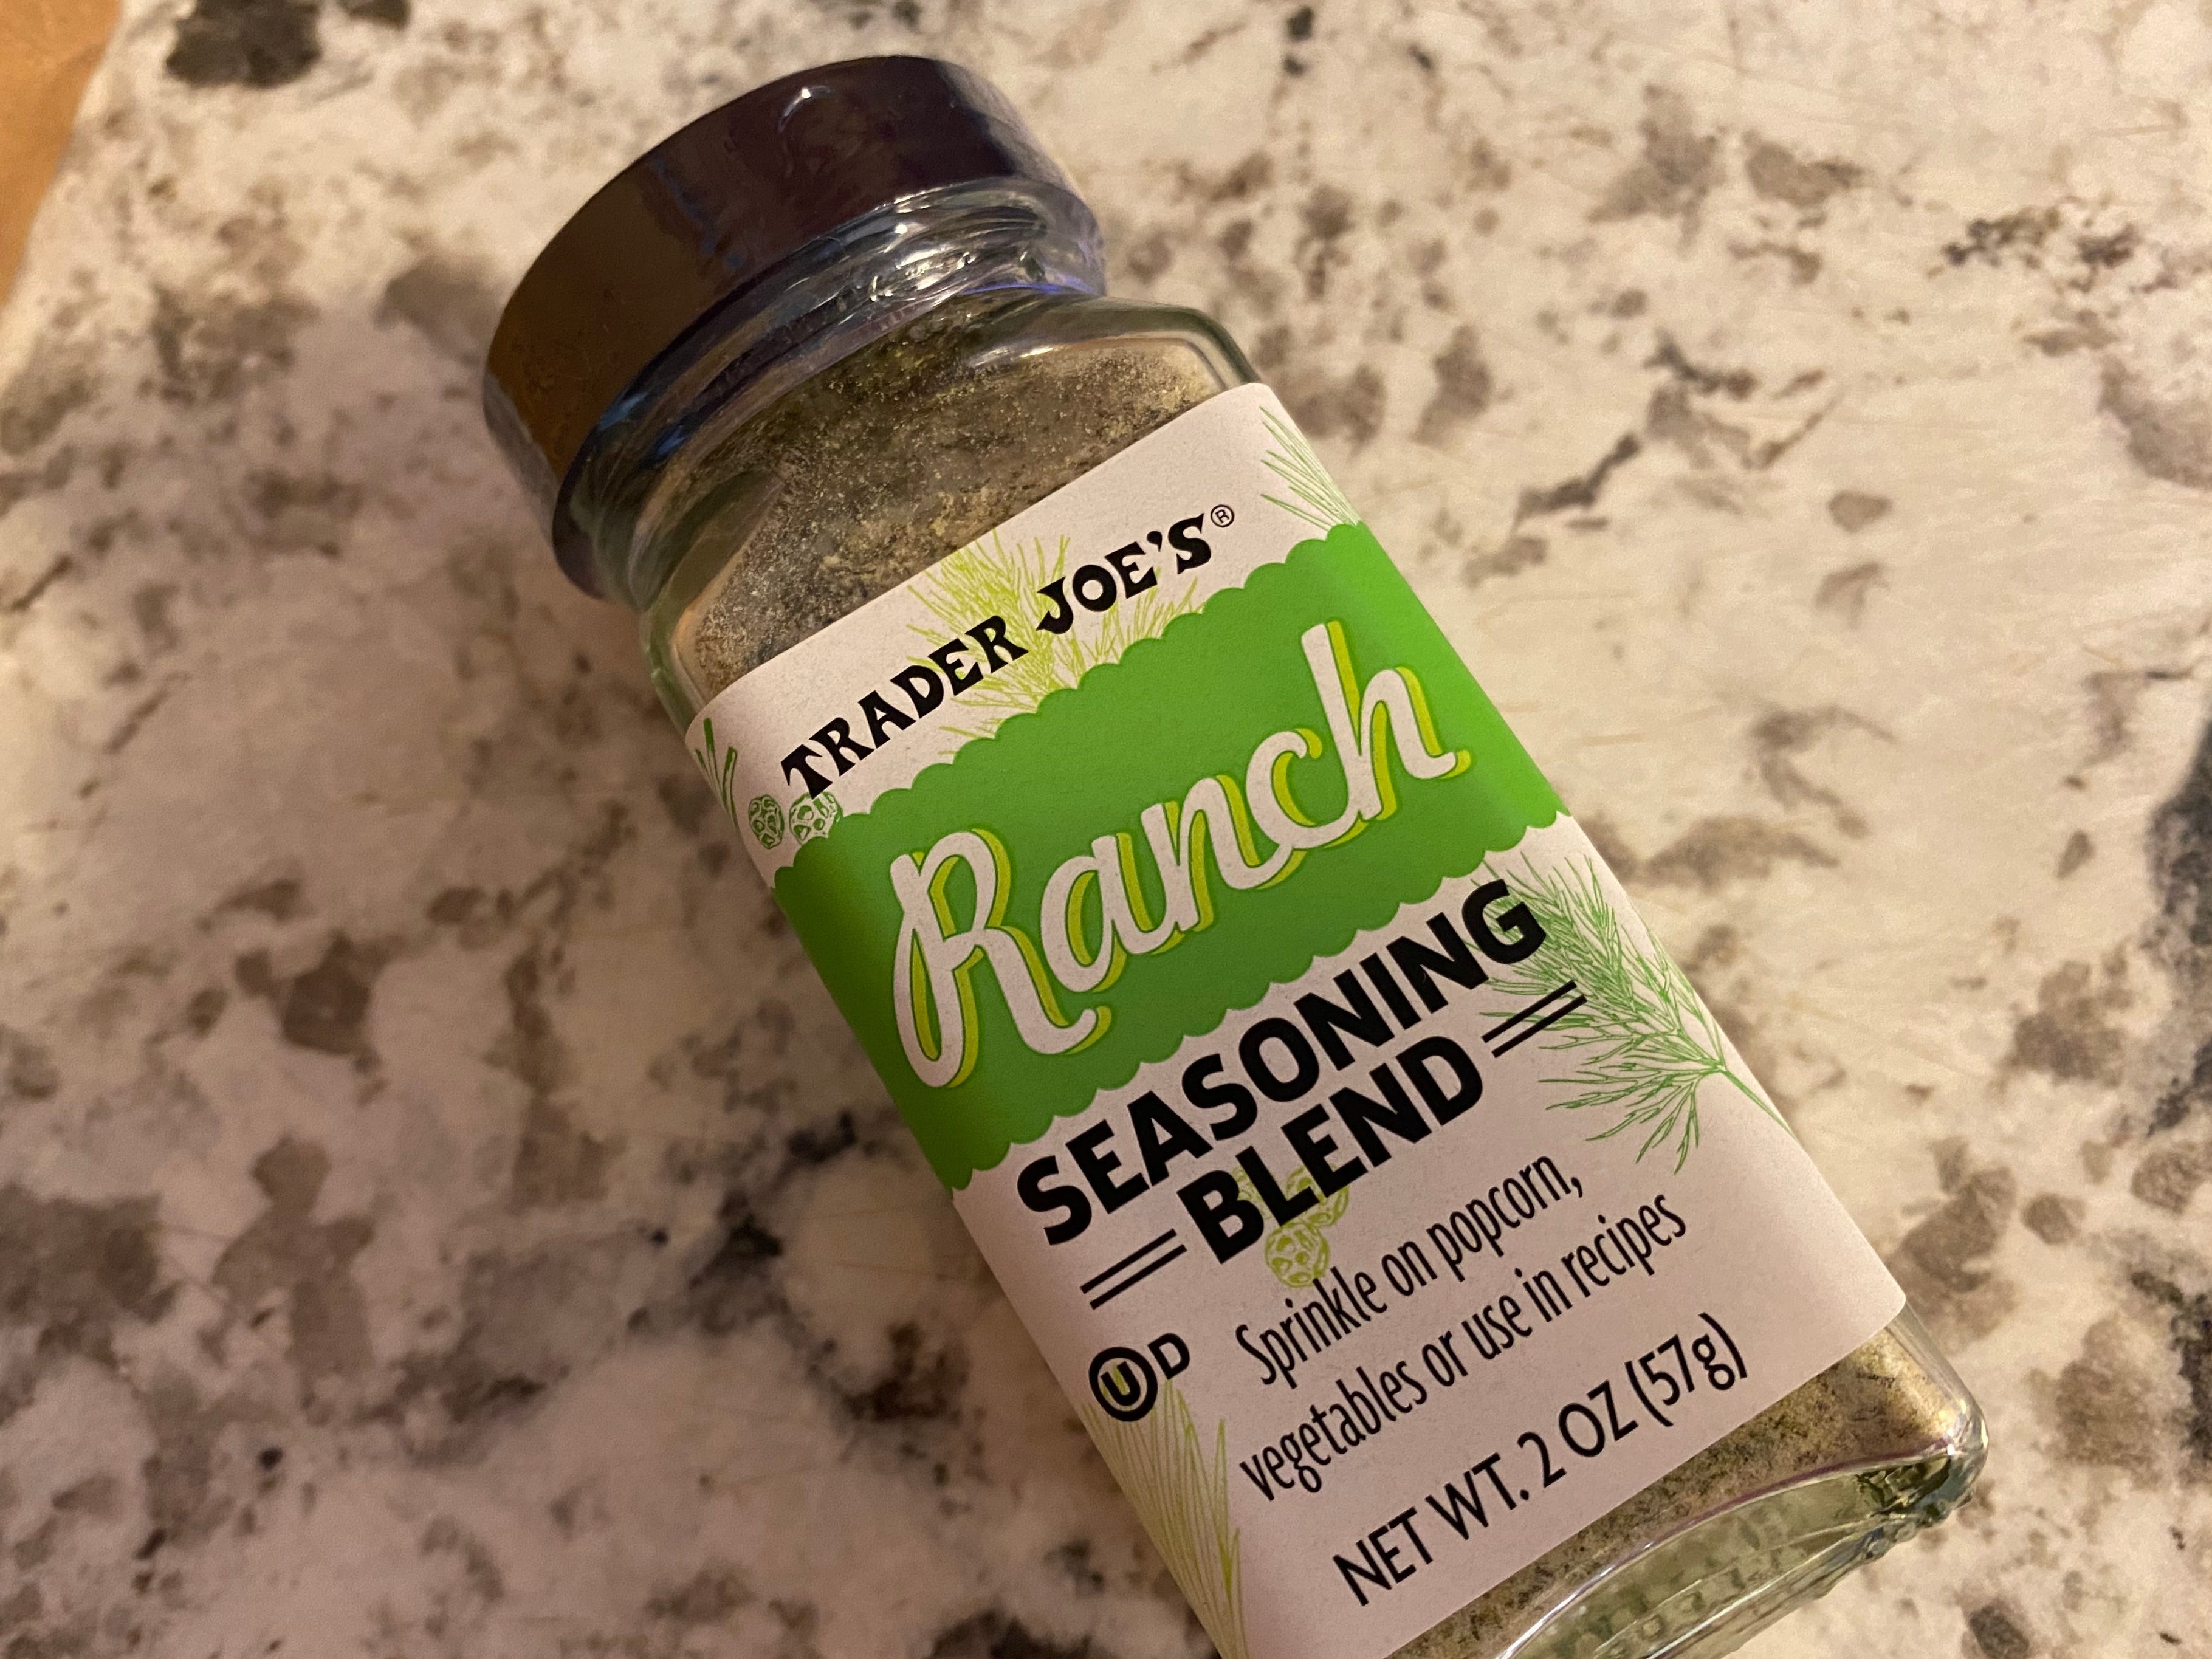 TRADER JOE'S®
Ranch
SEASONING
BLEND
Ⓤ D
Sprinkle on popcorn,
vegetables or use in recipes
NET WT. 2 OZ (57g)